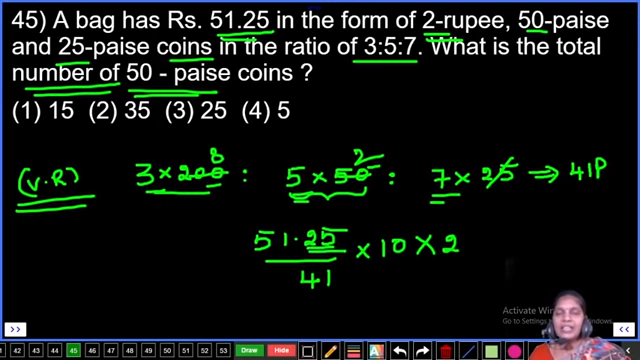 45) A bag has Rs. 51.25 in the form of 2-rupee, 50-paise
and 25-paise coins in the ratio of 3:5:7. What is the total
number of 50 - paise coins ?
(1) 15 (2) 35 (3) 25 (4) 5
8 2
(V.R) 3 × 200 : 5 × 50 : 7 × 25 ⇒ 41P
51.25 × 10 × 2
41
Activate Win
Go to Settings to
>> 42 43 44 45 46 47 48 49 50 51 52 53 Draw Hide <<